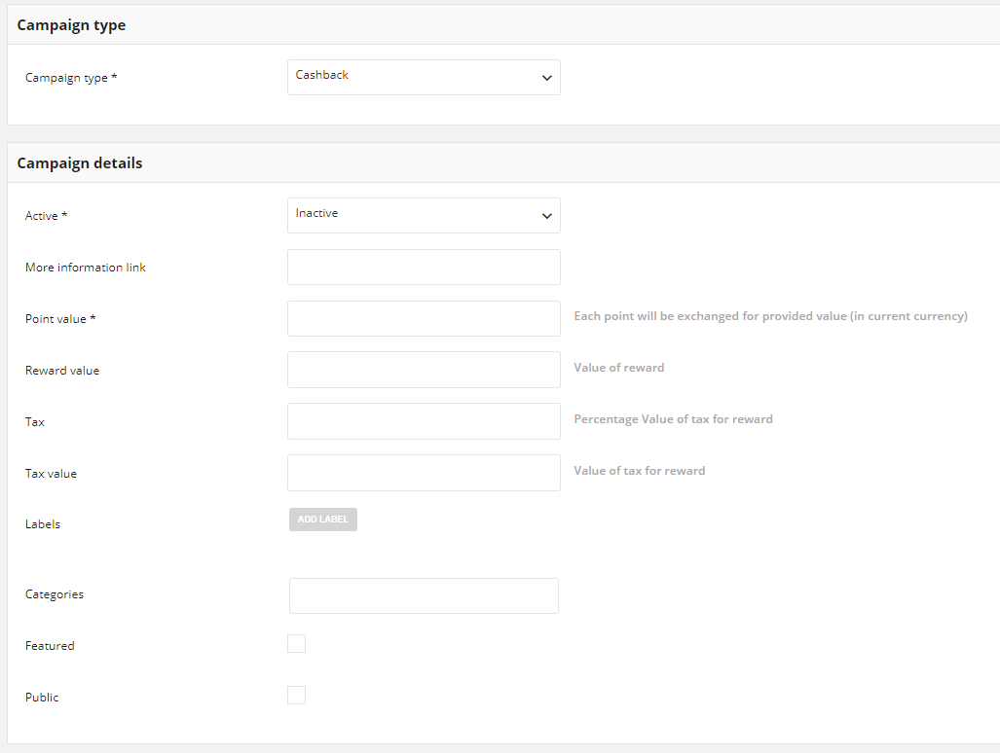 Campaign type
Campaign type * Cashback
Campaign details
Active * Inactive
More information link
Point value * Each point will be exchanged for provided value (in current currency)
Reward value Value of reward
Tax Percentage Value of tax for reward
Tax value Value of tax for reward
Labels ADD LABEL
Categories
Featured
Public